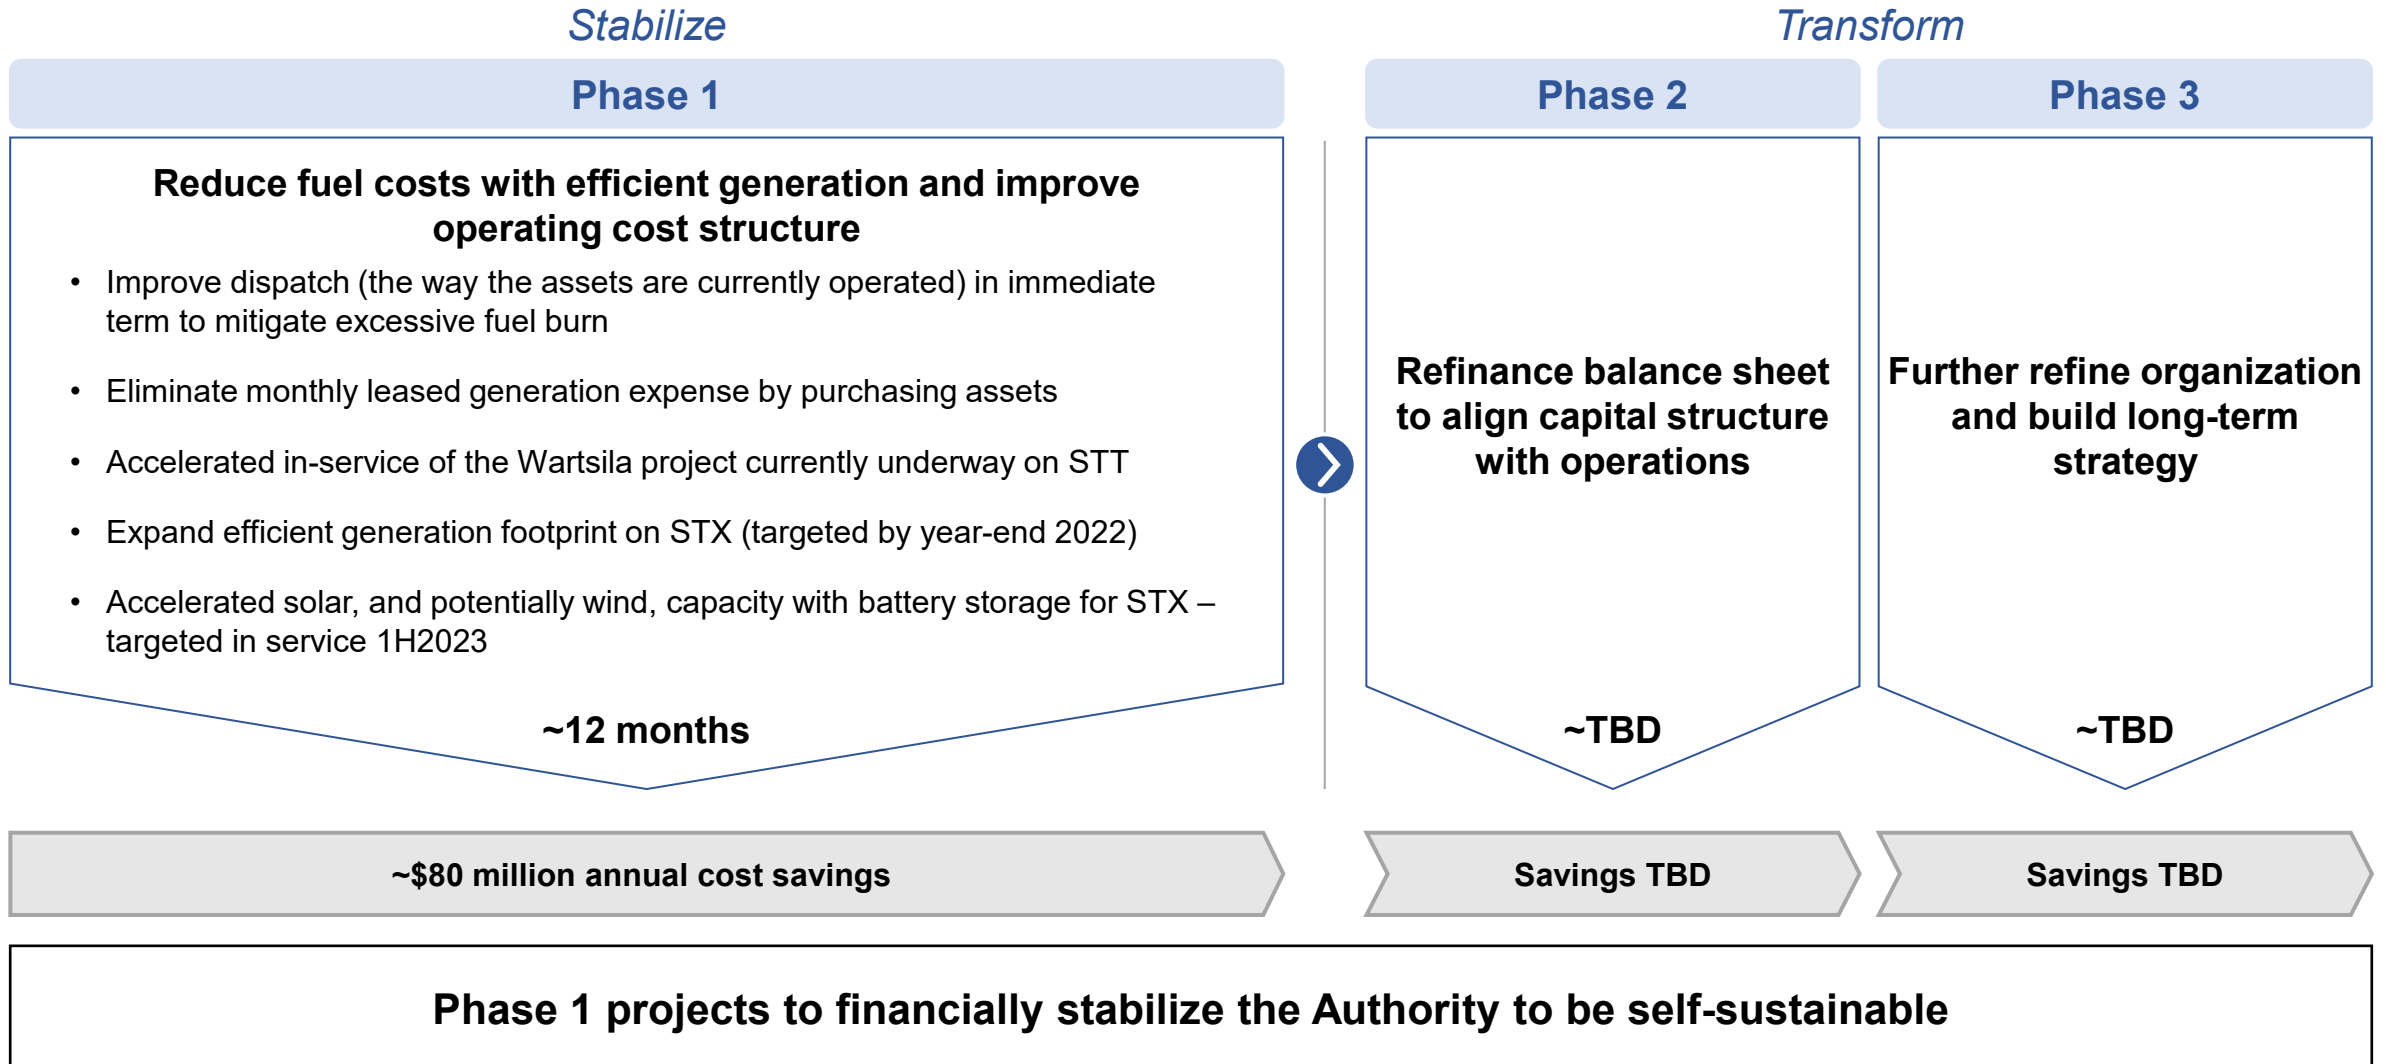 Stabilize
Transform
Phase 1
Phase 2
Phase 3
Reduce fuel costs with efficient generation and improve
operating cost structure
• Improve dispatch (the way the assets are currently operated) in immediate
term to mitigate excessive fuel burn
• Eliminate monthly leased generation expense by purchasing assets
• Accelerated in-service of the Wartsila project currently underway on STT
• Expand efficient generation footprint on STX (targeted by year-end 2022)
• Accelerated solar, and potentially wind, capacity with battery storage for STX –
targeted in service 1H2023
~12 months
Refinance balance sheet
to align capital structure
with operations
~TBD
Further refine organization
and build long-term
strategy
~TBD
~$80 million annual cost savings
Savings TBD
Savings TBD
Phase 1 projects to financially stabilize the Authority to be self-sustainable